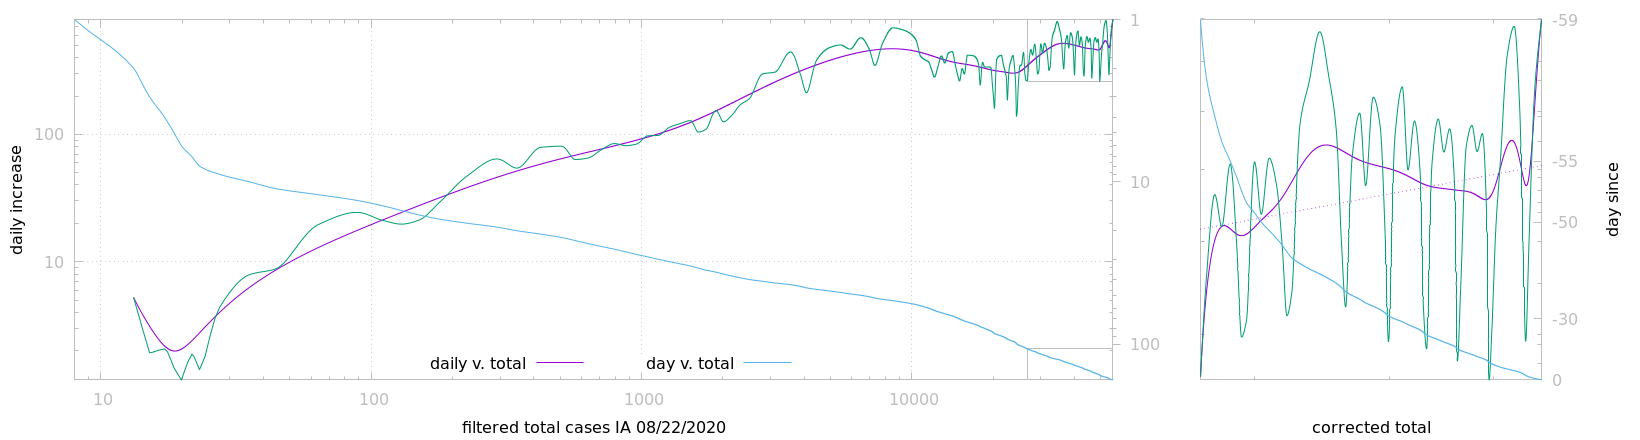 daily increase
100
10
10
100
1000
10000
daily v. total
day v. total
filtered total cases IA 08/22/2020
1
10
100
-59
-55
-50
-30
0
day since
corrected total